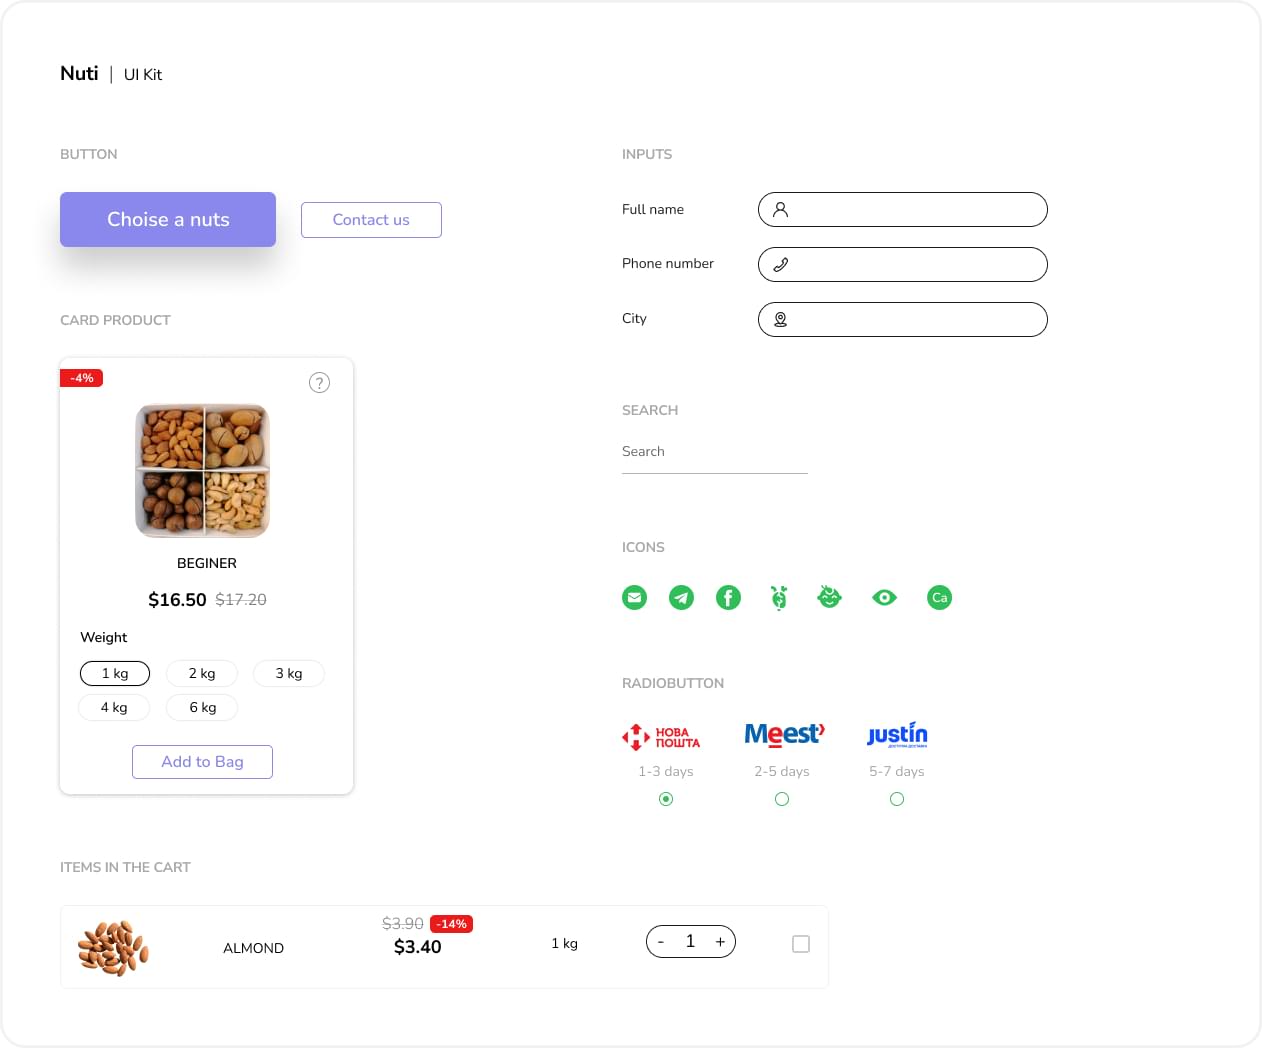 Nuti | UI Kit
BUTTON
Choise a nuts
Contact us
CARD PRODUCT
-4%
?
BEGINER
$16.50 $17.20
Weight
1 kg 2 kg 3 kg
4 kg 6 kg
Add to Bag
INPUTS
Full name
Phone number
City
SEARCH
Search
ICONS
Ca
RADIOBUTTON
НОВА
ПОШТА
Meest
justin
1-3 days 2-5 days 5-7 days
ITEMS IN THE CART
ALMOND
$3.90 -14%
$3.40
1 kg
- 1 +